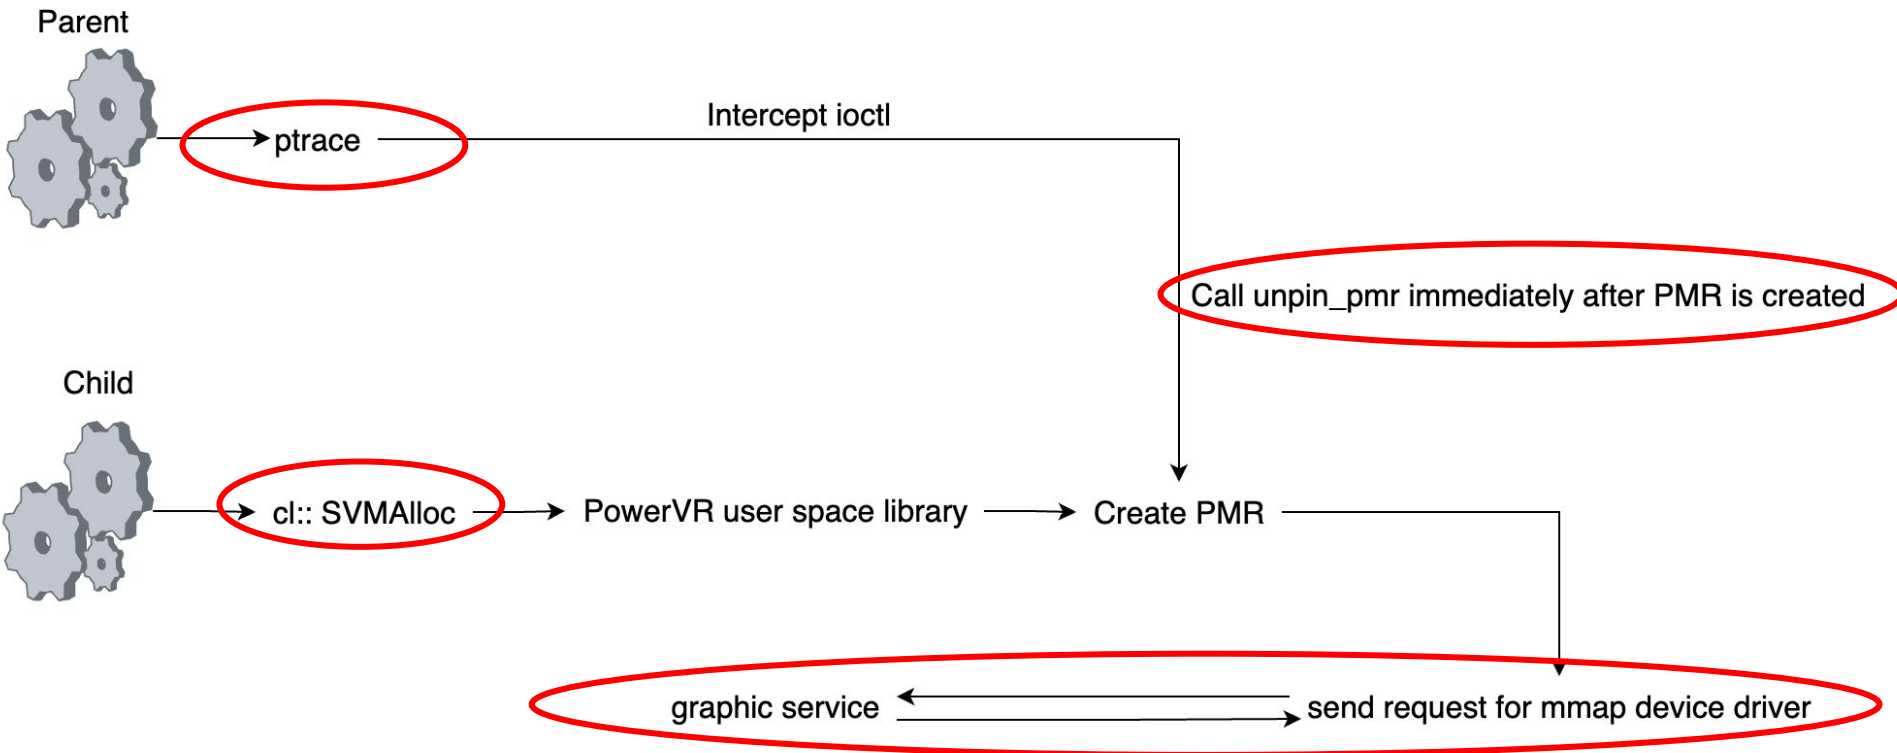 Parent
ptrace
Intercept ioctl
Call unpin_pmr immediately after PMR is created
Child
cl:: SVMAlloc
PowerVR user space library
Create PMR
graphic service
send request for mmap device driver